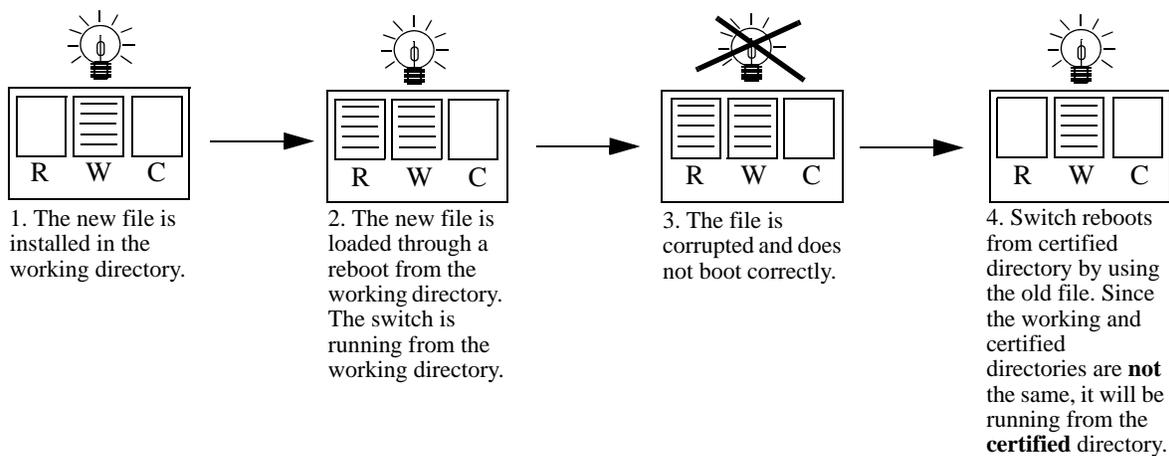 R W C
R W C
R W C
R W C
1. The new file is
installed in the
working directory.
2. The new file is
loaded through a
reboot from the
working directory.
The switch is
running from the
working directory.
3. The file is
corrupted and does
not boot correctly.
4. Switch reboots
from certified
directory by using
the old file. Since
the working and
certified
directories are not
the same, it will be
running from the
certified directory.